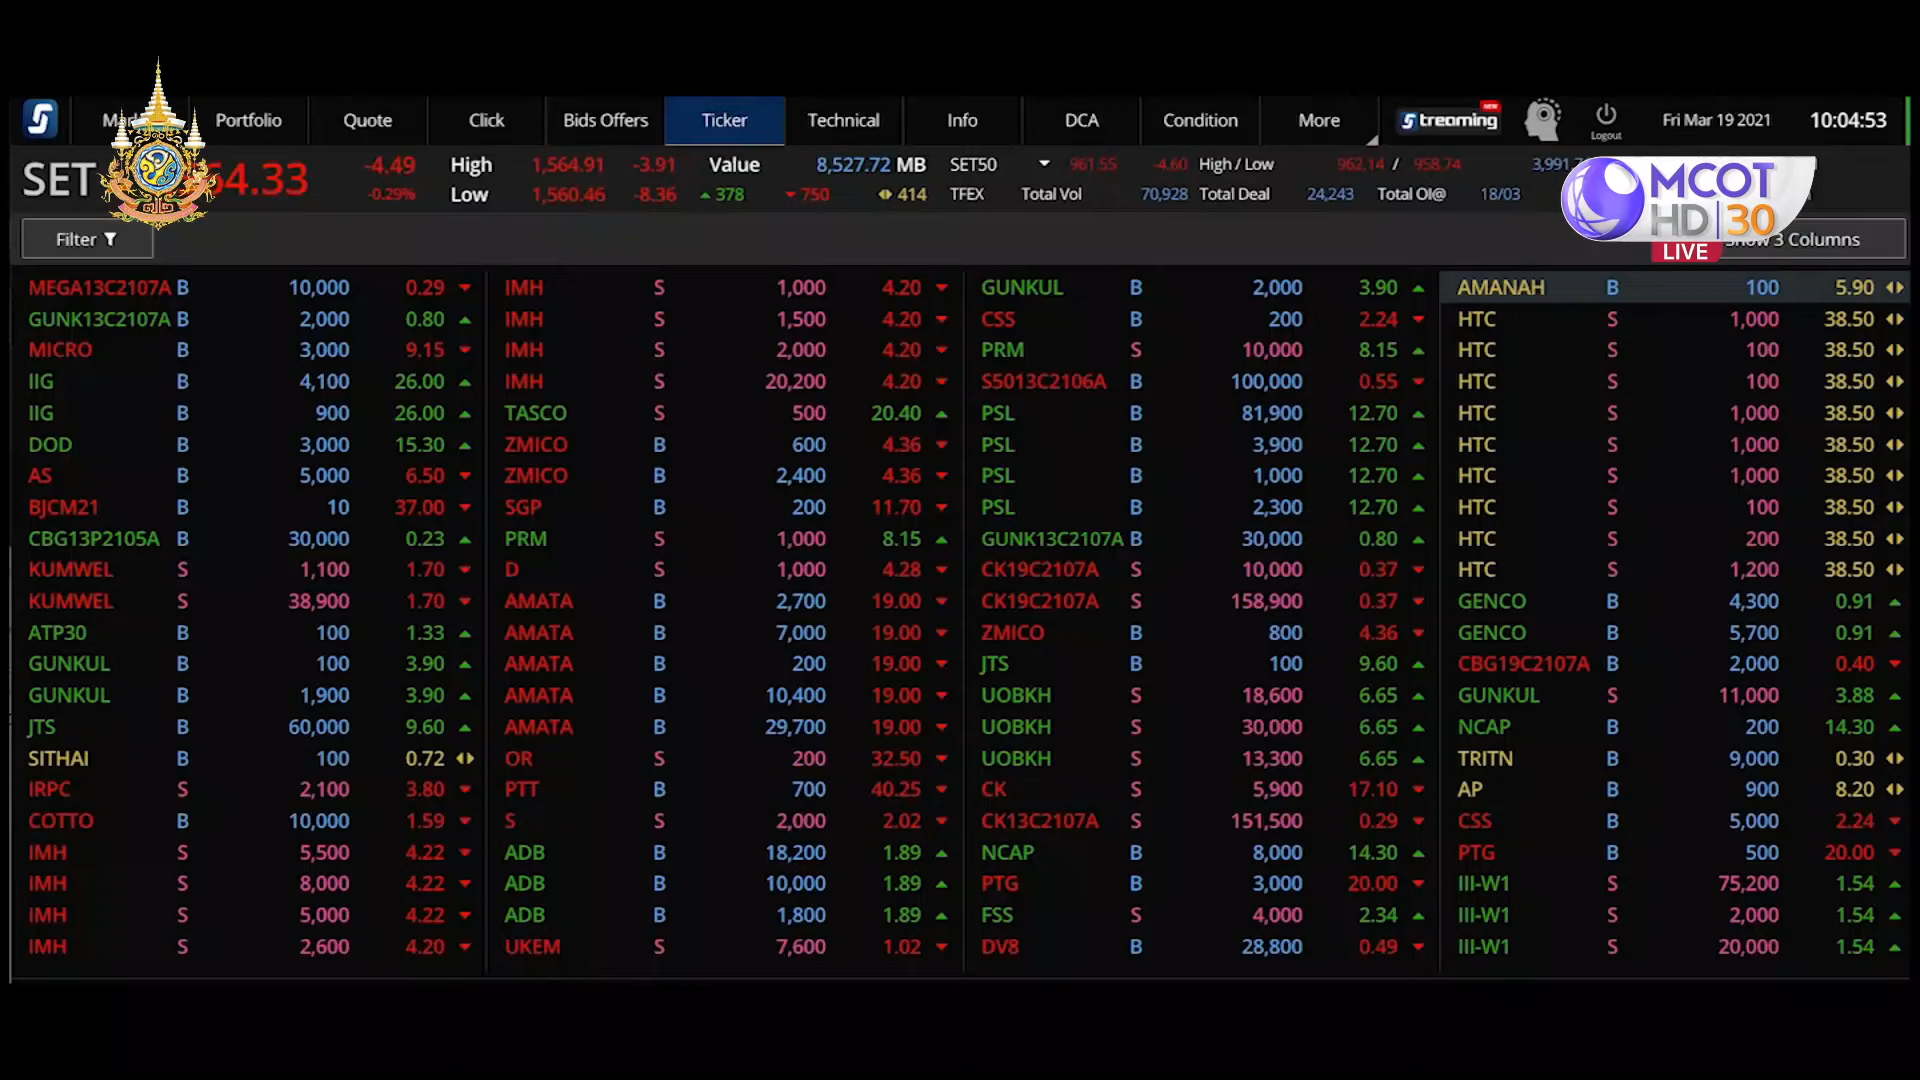 Portfolio Quote Click Bids Offers Ticker Technical Info DCA Condition More Streaming NEW Logout Fri Mar 19 2021 10:04:53
SET 64.33 -4.49 High 1,564.91 -3.91 Value 8,527.72 MB SET50 961.55 -4.60 High / Low 962.14 / 958.74
-0.29% Low 1,560.46 -8.36 378 750 414 TFEX Total Vol 70,928 Total Deal 24,243 Total OI@ 18/03
MCOT
HD 30
LIVE
Filter 3 Columns
MEGA13C2107A B 10,000 0.29 IMH S 1,000 4.20 GUNKUL B 2,000 3.90 AMANAH B 100 5.90
GUNK13C2107A B 2,000 0.80 IMH S 1,500 4.20 CSS B 200 2.24 HTC S 1,000 38.50
MICRO B 3,000 9.15 IMH S 2,000 4.20 PRM S 10,000 8.15 HTC S 100 38.50
IIG B 4,100 26.00 IMH S 20,200 4.20 S5013C2106A B 100,000 0.55 HTC S 100 38.50
IIG B 900 26.00 TASCO S 500 20.40 PSL B 81,900 12.70 HTC S 1,000 38.50
DOD B 3,000 15.30 ZMICO B 600 4.36 PSL B 3,900 12.70 HTC S 1,000 38.50
AS B 5,000 6.50 ZMICO B 2,400 4.36 PSL B 1,000 12.70 HTC S 1,000 38.50
BJCM21 B 10 37.00 SGP B 200 11.70 PSL B 2,300 12.70 HTC S 100 38.50
CBG13P2105A B 30,000 0.23 PRM S 1,000 8.15 GUNK13C2107A B 30,000 0.80 HTC S 200 38.50
KUMWEL S 1,100 1.70 D S 1,000 4.28 CK19C2107A S 10,000 0.37 HTC S 1,200 38.50
KUMWEL S 38,900 1.70 AMATA B 2,700 19.00 CK19C2107A S 158,900 0.37 GENCO B 4,300 0.91
ATP30 B 100 1.33 AMATA B 7,000 19.00 ZMICO B 800 4.36 GENCO B 5,700 0.91
GUNKUL B 100 3.90 AMATA B 200 19.00 JTS B 100 9.60 CBG19C2107A B 2,000 0.40
GUNKUL B 1,900 3.90 AMATA B 10,400 19.00 UOBKH S 18,600 6.65 GUNKUL S 11,000 3.88
JTS B 60,000 9.60 AMATA B 29,700 19.00 UOBKH S 30,000 6.65 NCAP B 200 14.30
SITHAI B 100 0.72 OR S 200 32.50 UOBKH S 13,300 6.65 TRITN B 9,000 0.30
IRPC S 2,100 3.80 PTT B 700 40.25 CK S 5,900 17.10 AP B 900 8.20
COTTO B 10,000 1.59 S S 2,000 2.02 CK13C2107A S 151,500 0.29 CSS B 5,000 2.24
IMH S 5,500 4.22 ADB B 18,200 1.89 NCAP B 8,000 14.30 PTG B 500 20.00
IMH S 8,000 4.22 ADB B 10,000 1.89 PTG B 3,000 20.00 III-W1 S 75,200 1.54
IMH S 5,000 4.22 ADB B 1,800 1.89 FSS S 4,000 2.34 III-W1 S 2,000 1.54
IMH S 2,600 4.20 UKEM S 7,600 1.02 DV8 B 28,800 0.49 III-W1 S 20,000 1.54